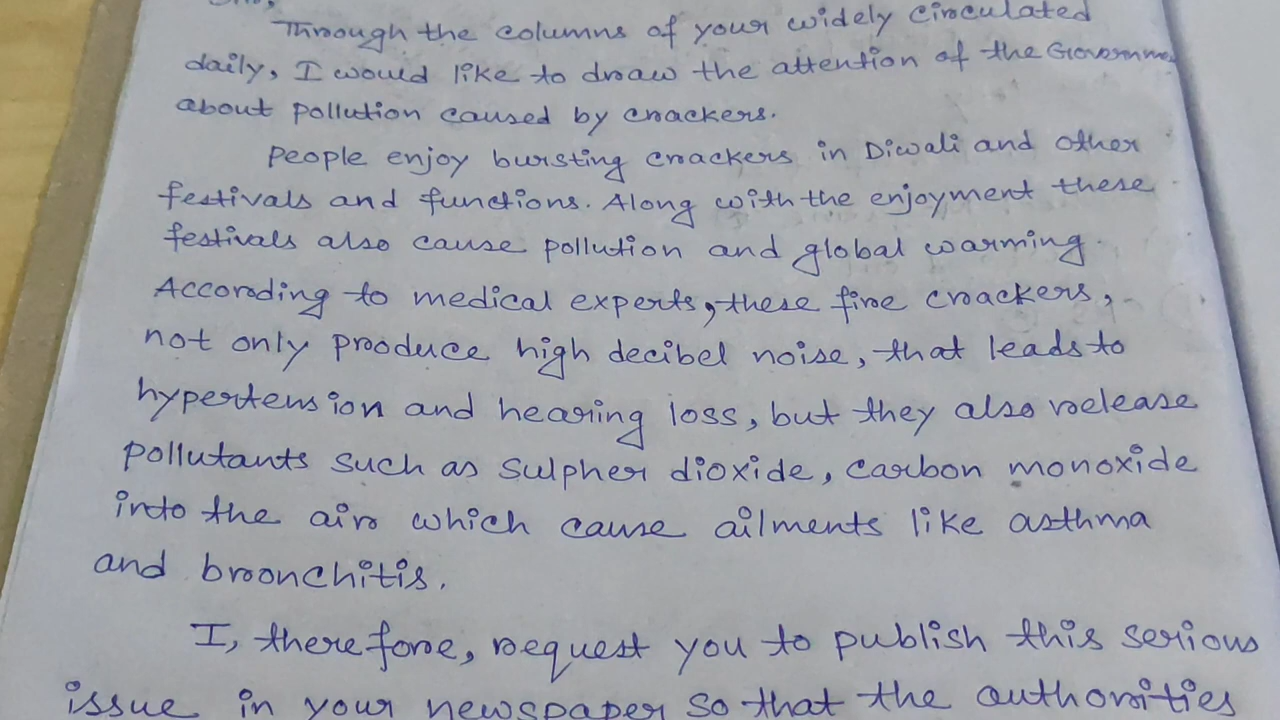 Through the columns of your widely circulated
daily, I would like to draw the attention of the
about pollution caused by crackers.
People enjoy bursting crackers in Diwali and other
festivals and functions. Along with the enjoyment these
festivals also cause pollution and global warming.
According to medical experts, these fire crackers,
not only produce high decibel noise, that leads to
hypertension and hearing loss, but they also release
pollutants such as sulpher dioxide, carbon monoxide
into the air which cause ailments like asthma
and bronchitis.
I, therefore, request you to publish this serious
issue in your newspaper so that the authorities